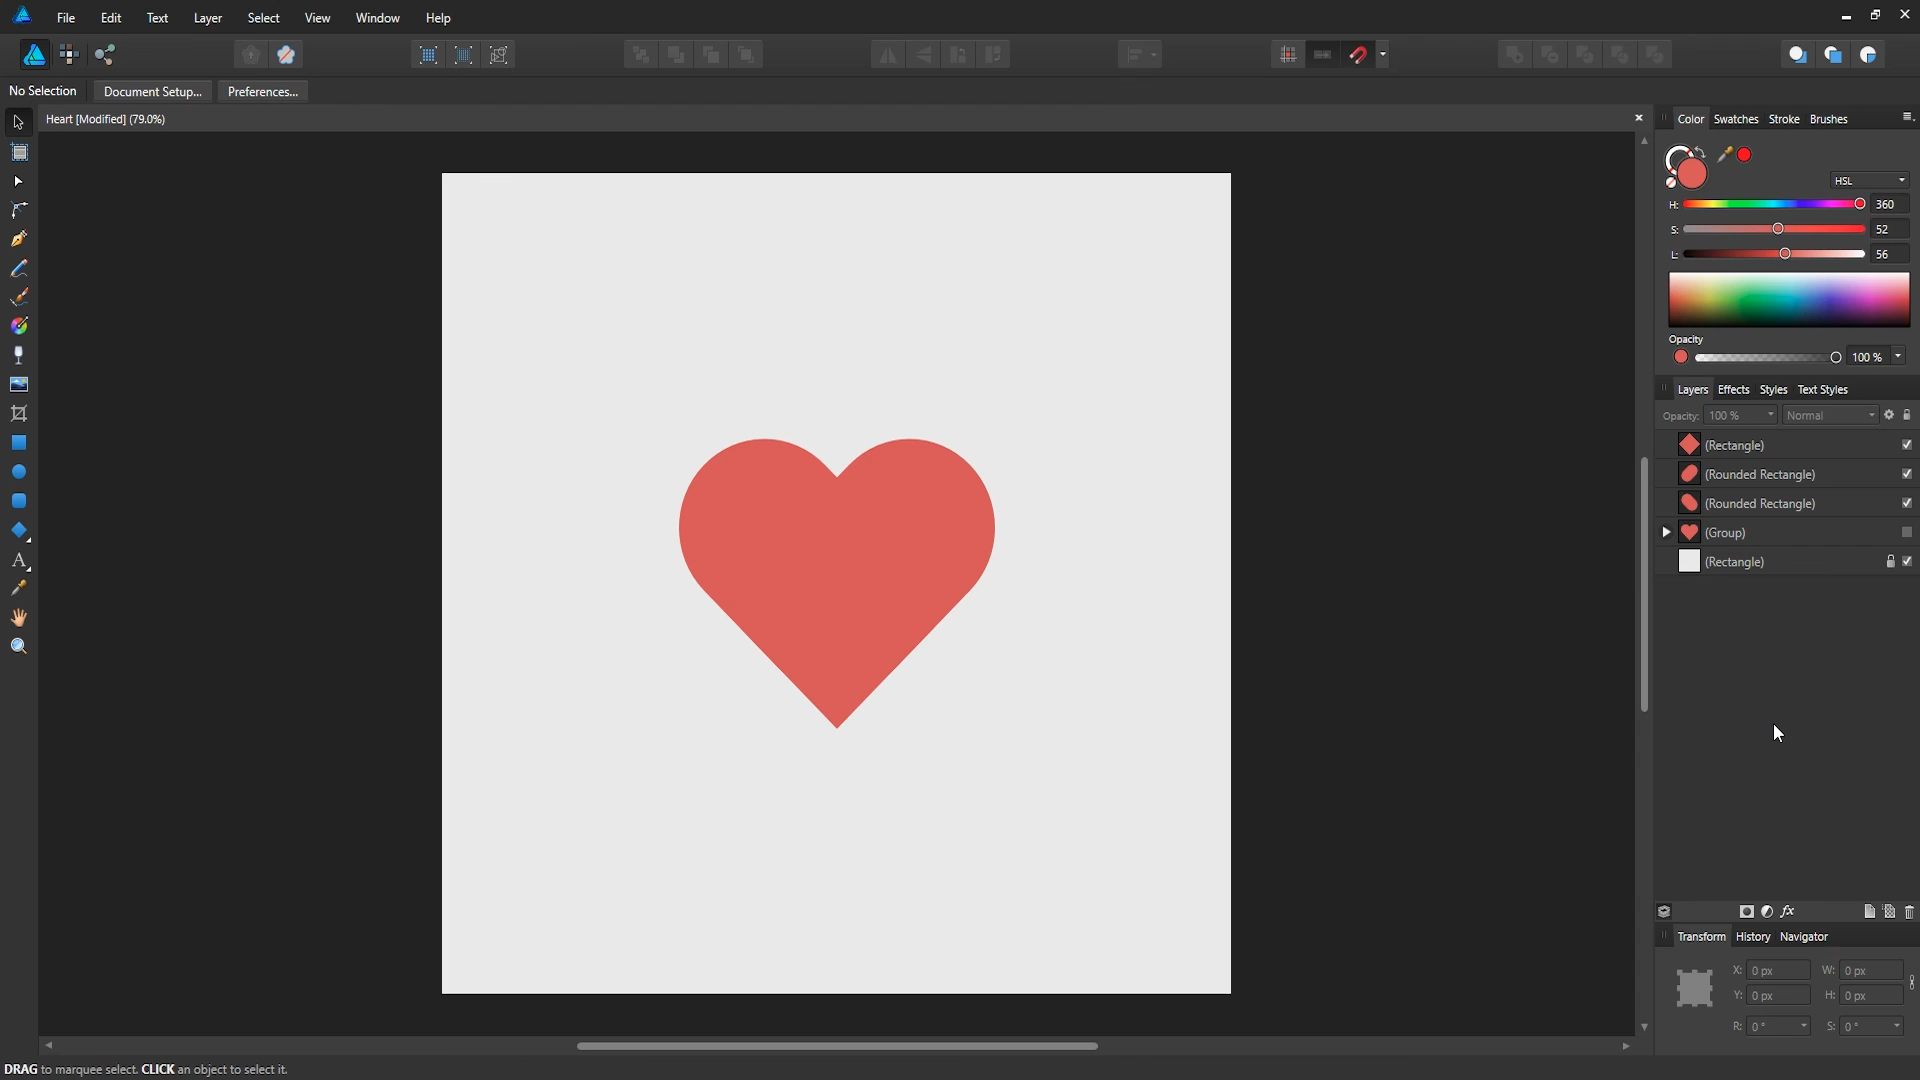 File Edit Text Layer Select View Window Help
No Selection Document Setup... Preferences...
Heart [Modified] (79.0%)
Color Swatches Stroke Brushes
HSL
H: 360
S: 52
L: 56
Opacity
100 %
Layers Effects Styles Text Styles
Opacity: 100 % Normal
(Rectangle)
(Rounded Rectangle)
(Rounded Rectangle)
(Group)
(Rectangle)
fx
Transform History Navigator
X: 0 px W: 0 px
Y: 0 px H: 0 px
R: 0 ° S: 0 °
DRAG to marquee select. CLICK an object to select it.